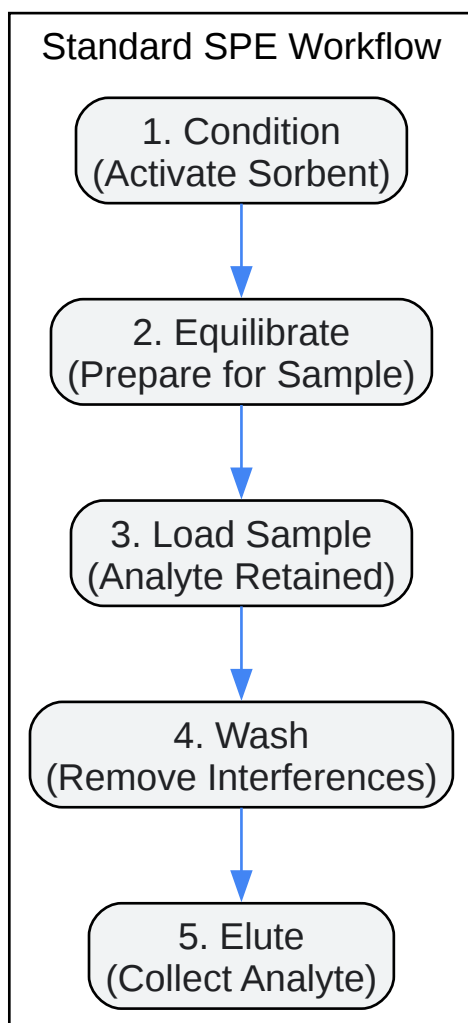 Standard SPE Workflow
1. Condition
(Activate Sorbent)
2. Equilibrate
(Prepare for Sample)
3. Load Sample
(Analyte Retained)
4. Wash
(Remove Interferences)
5. Elute
(Collect Analyte)